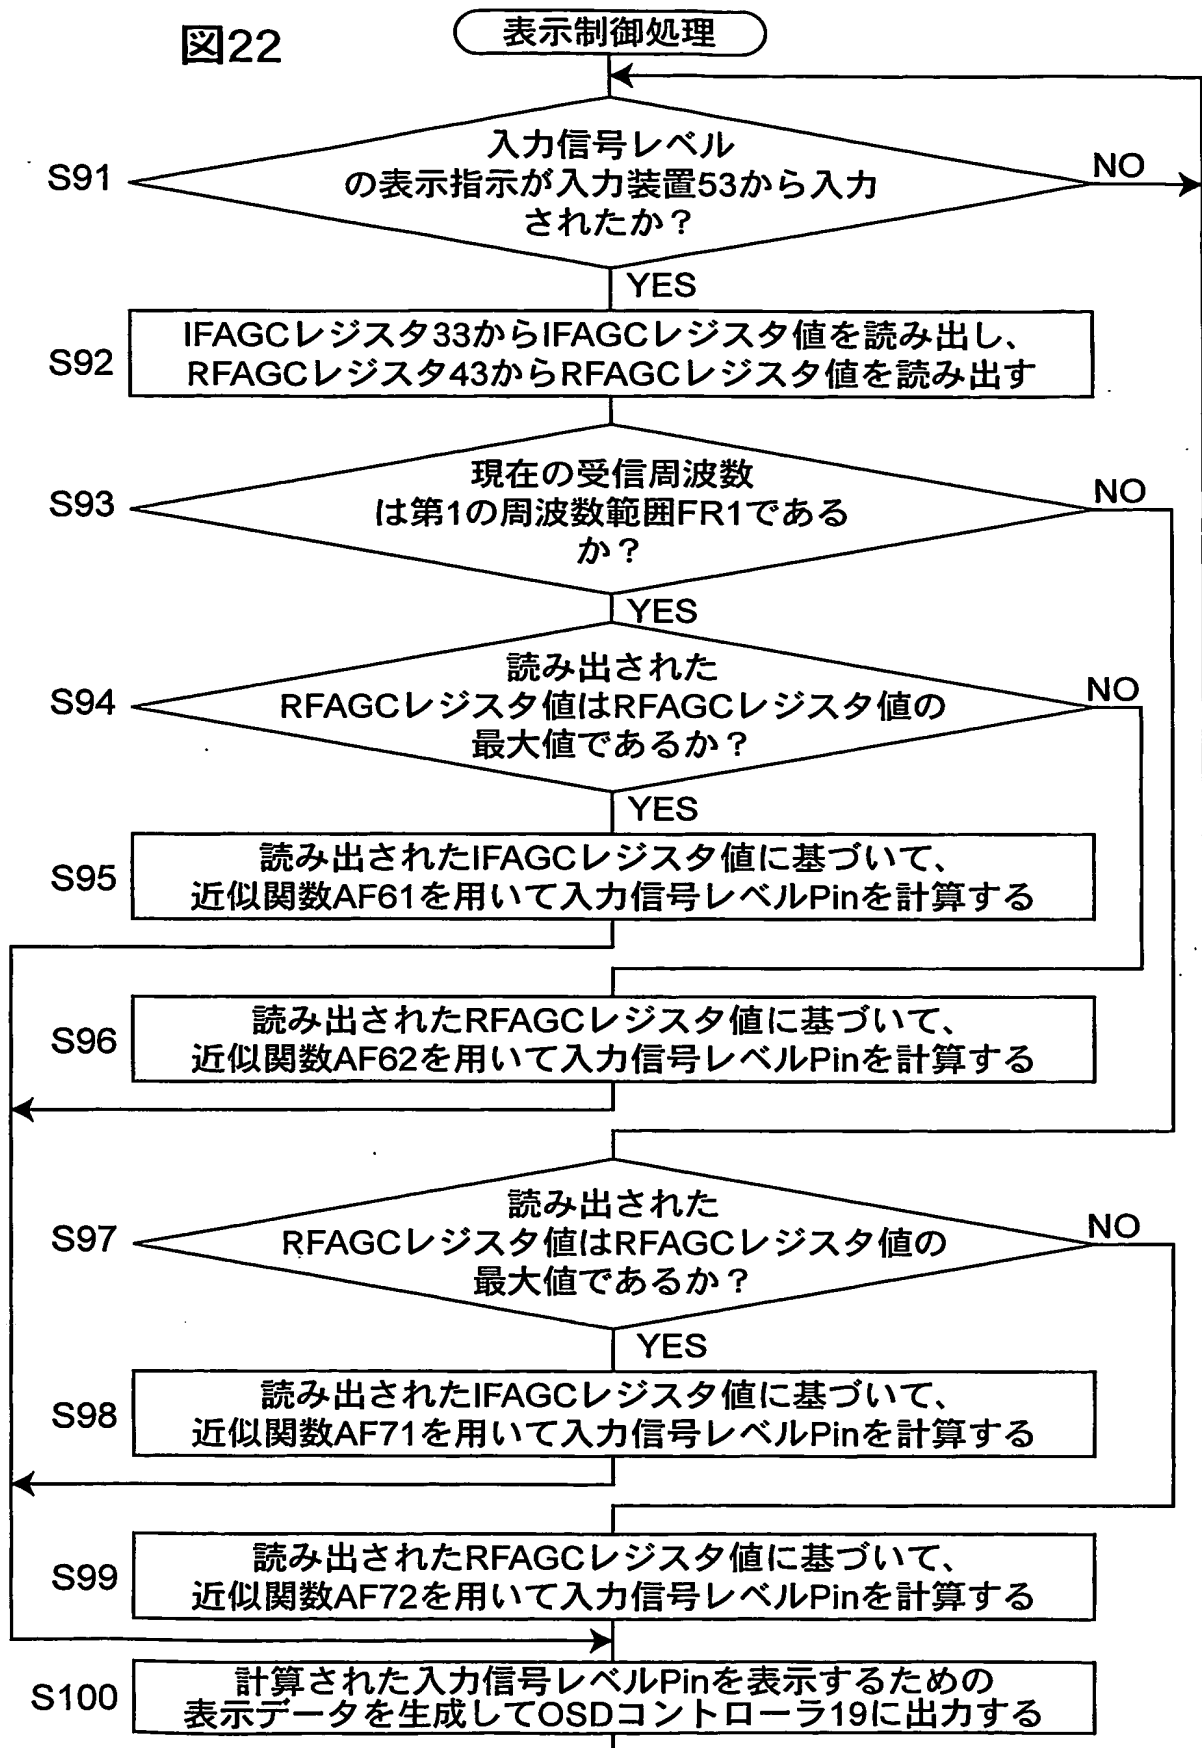 図22
表示制御処理
S91
入力信号レベル
の表示指示が入力装置53から入力
されたか？
NO
YES
S92
IFAGCレジスタ33からIFAGCレジスタ値を読み出し、
RFAGCレジスタ43からRFAGCレジスタ値を読み出す
S93
現在の受信周波数
は第1の周波数範囲FR1である
か？
NO
YES
S94
読み出された
RFAGCレジスタ値はRFAGCレジスタ値の
最大値であるか？
NO
YES
S95
読み出されたIFAGCレジスタ値に基づいて、
近似関数AF61を用いて入力信号レベルPinを計算する
S96
読み出されたRFAGCレジスタ値に基づいて、
近似関数AF62を用いて入力信号レベルPinを計算する
S97
読み出された
RFAGCレジスタ値はRFAGCレジスタ値の
最大値であるか？
NO
YES
S98
読み出されたIFAGCレジスタ値に基づいて、
近似関数AF71を用いて入力信号レベルPinを計算する
S99
読み出されたRFAGCレジスタ値に基づいて、
近似関数AF72を用いて入力信号レベルPinを計算する
S100
計算された入力信号レベルPinを表示するための
表示データを生成してOSDコントローラ19に出力する